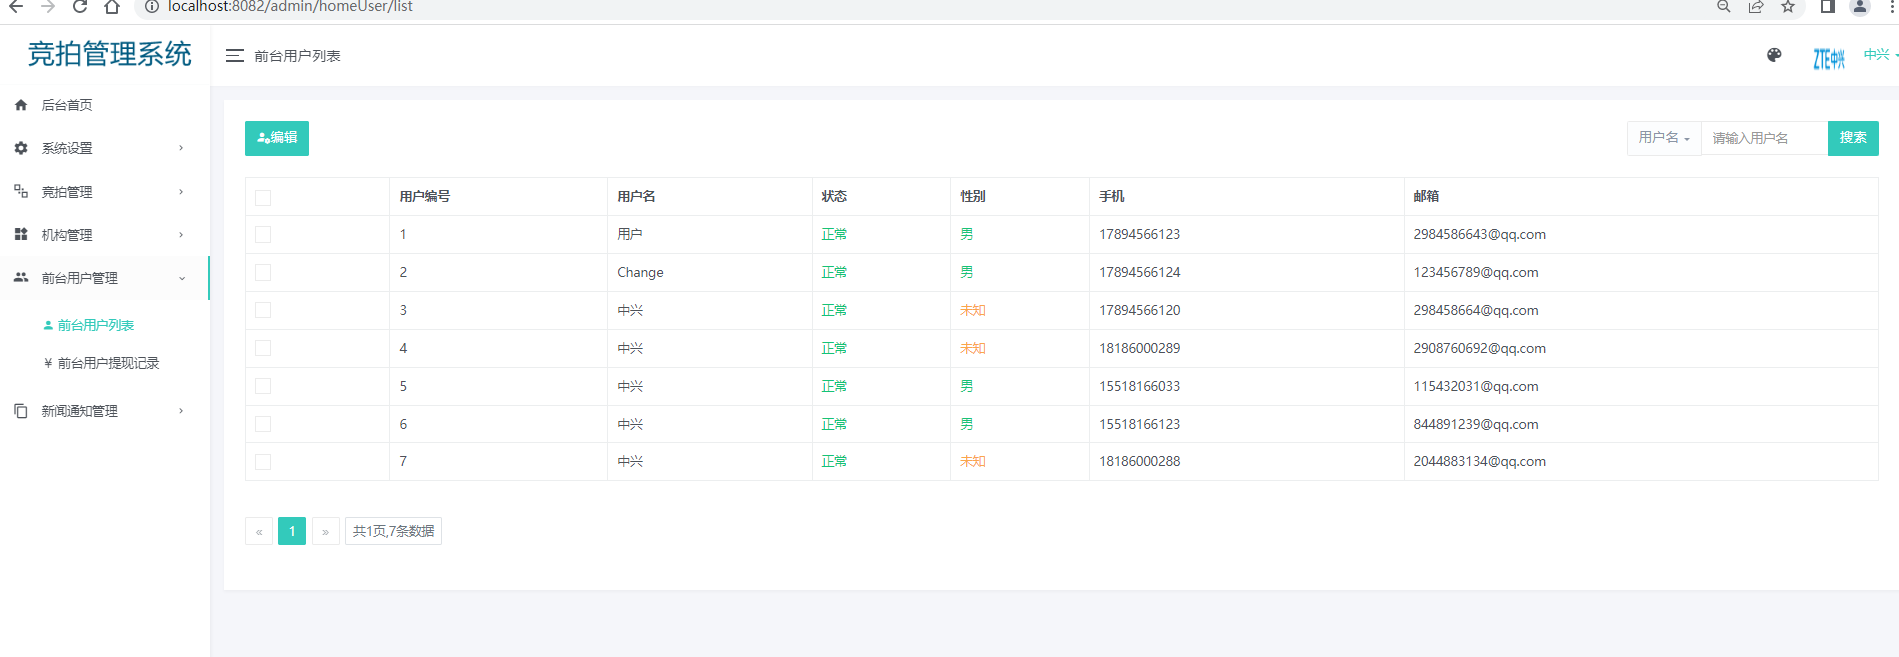 localhost:8082/admin/homeUser/list
竞拍管理系统
前台用户列表
ZTE中兴
中兴
后台首页
系统设置
竞拍管理
机构管理
前台用户管理
前台用户列表
¥ 前台用户提现记录
新闻通知管理
编辑
用户名
请输入用户名
搜索
用户编号 用户名 状态 性别 手机 邮箱
1 用户 正常 男 17894566123 2984586643@qq.com
2 Change 正常 男 17894566124 123456789@qq.com
3 中兴 正常 未知 17894566120 298458664@qq.com
4 中兴 正常 未知 18186000289 2908760692@qq.com
5 中兴 正常 男 15518166033 115432031@qq.com
6 中兴 正常 男 15518166123 844891239@qq.com
7 中兴 正常 未知 18186000288 2044883134@qq.com
« 1 » 共1页,7条数据